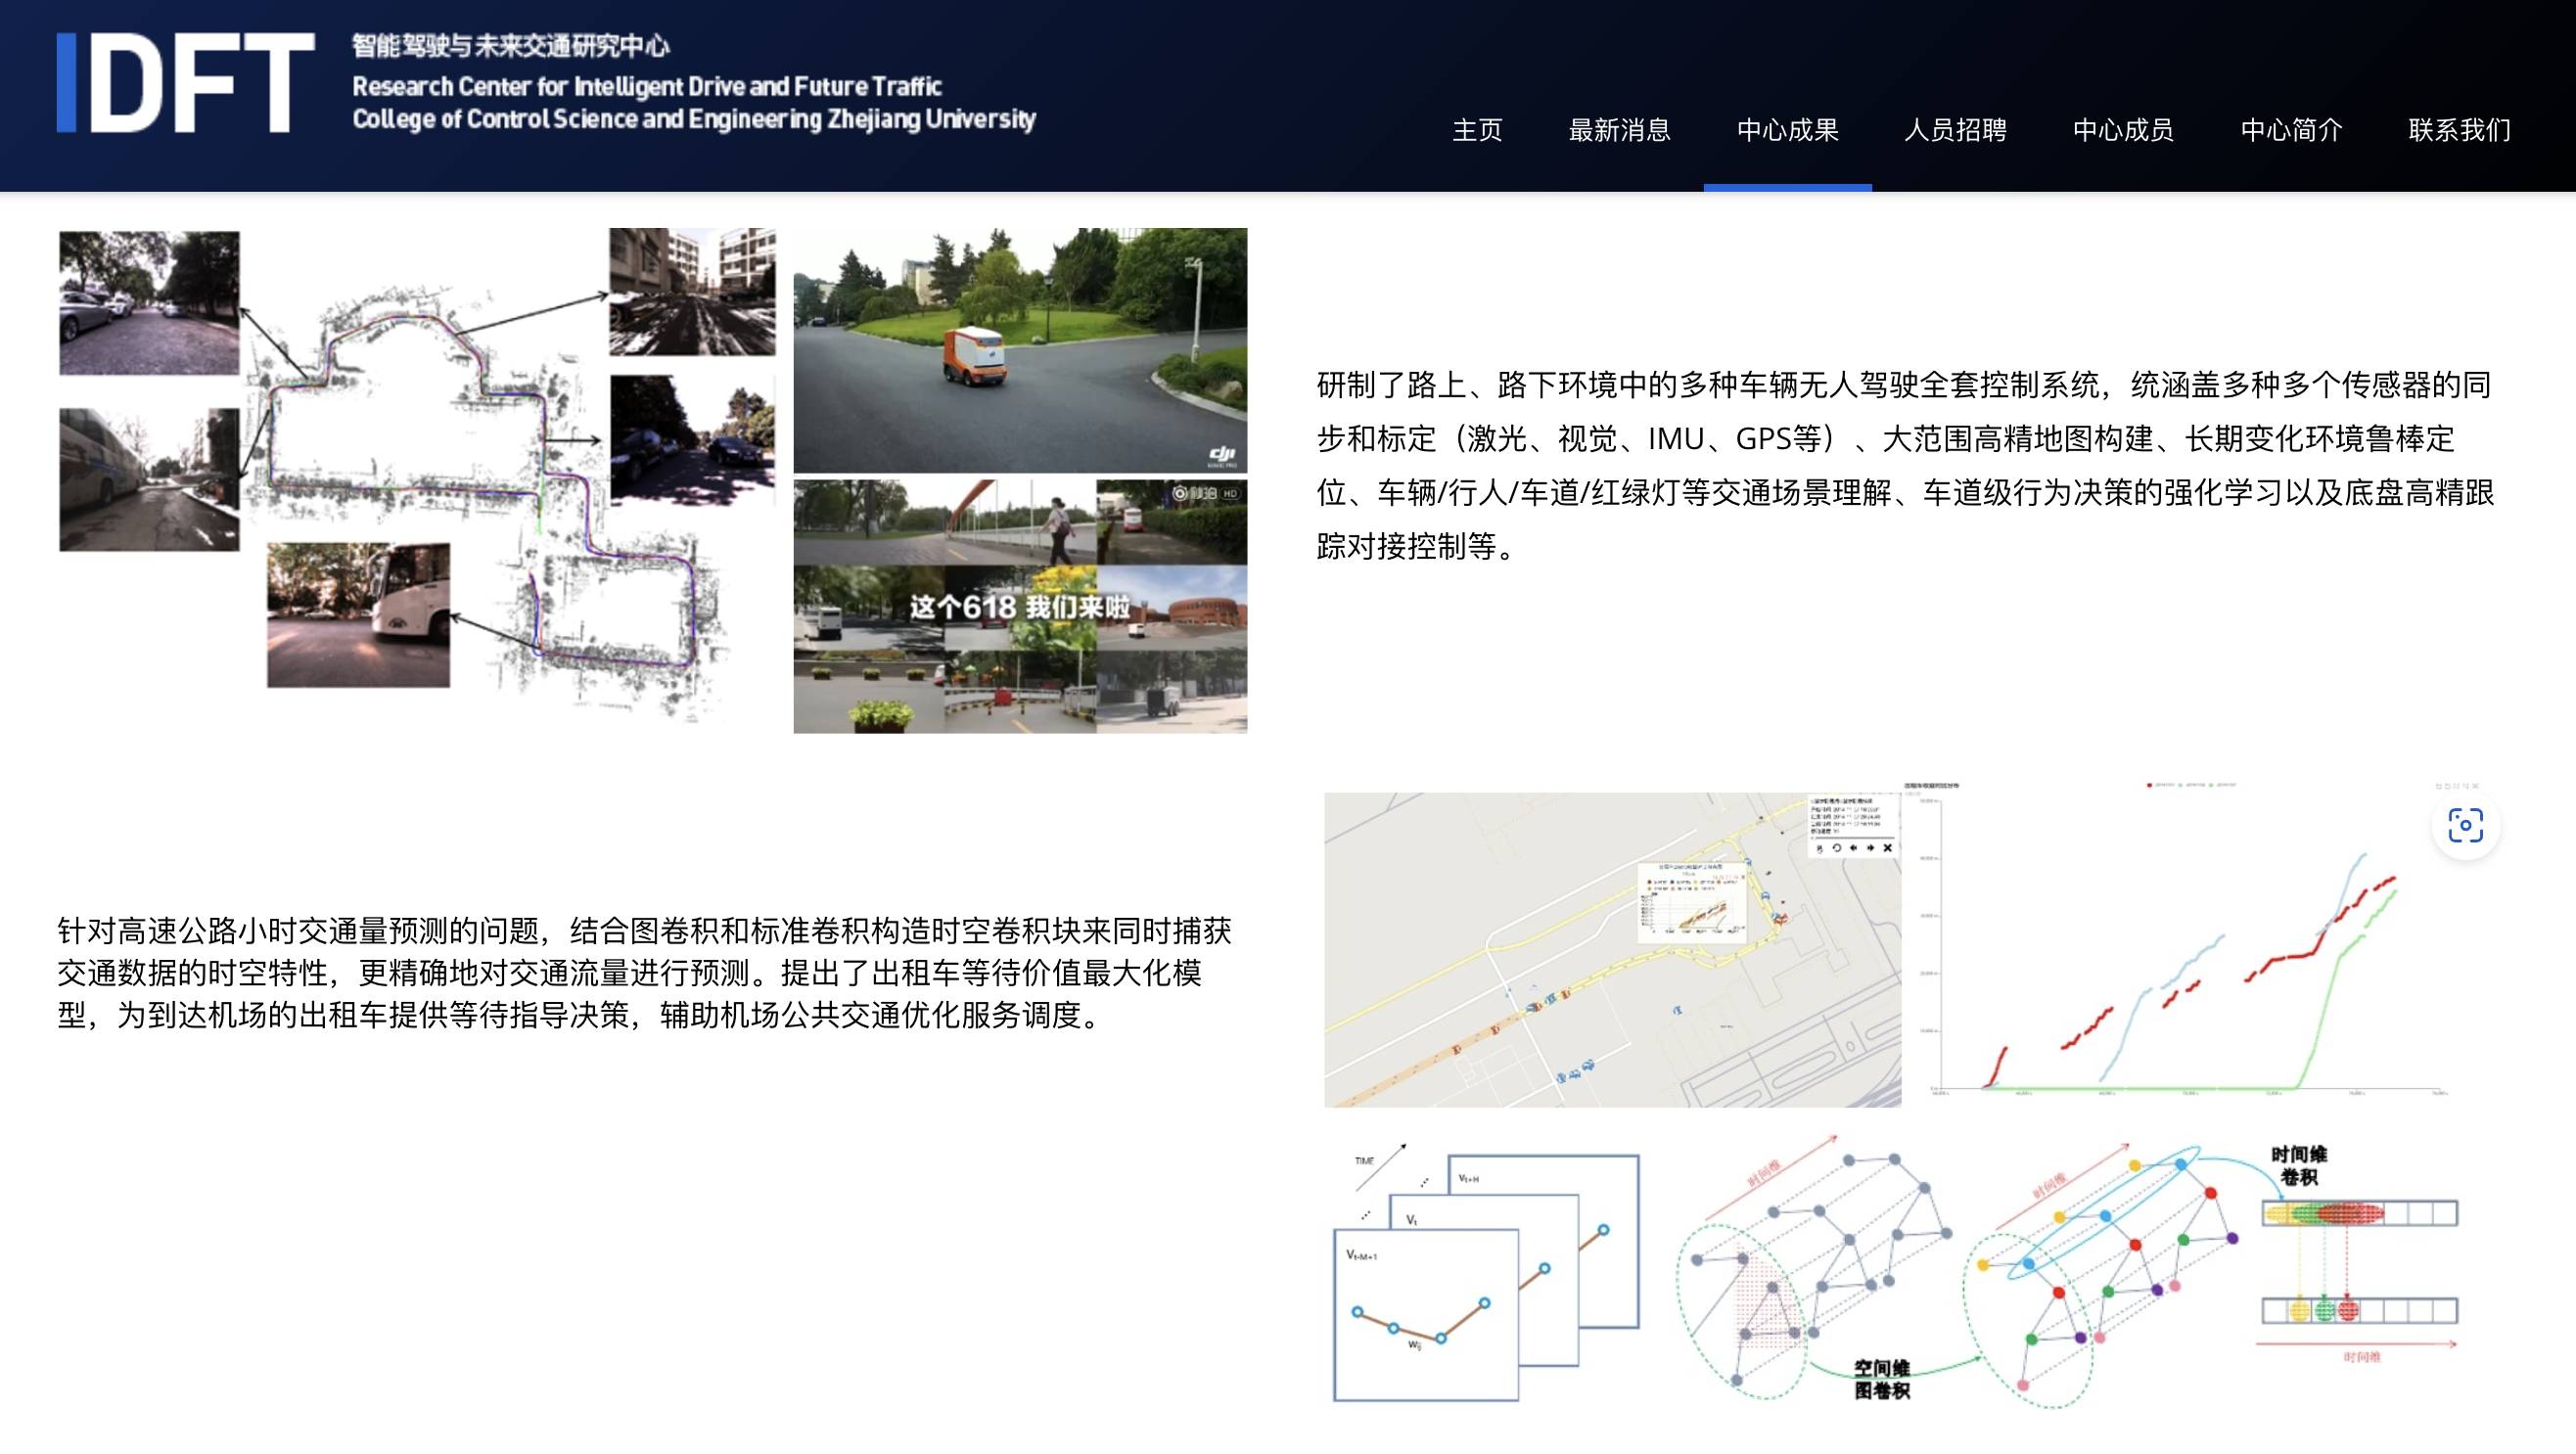 IDFT
智能驾驶与未来交通研究中心
Research Center for Intelligent Drive and Future Traffic
College of Control Science and Engineering Zhejiang University
主页 最新消息 中心成果 人员招聘 中心成员 中心简介 联系我们
dji
MAVIC PRO
秒拍 HD
这个618 我们来啦
研制了路上、路下环境中的多种车辆无人驾驶全套控制系统，统涵盖多种多个传感器的同
步和标定（激光、视觉、IMU、GPS等）、大范围高精地图构建、长期变化环境鲁棒定
位、车辆/行人/车道/红绿灯等交通场景理解、车道级行为决策的强化学习以及底盘高精跟
踪对接控制等。
针对高速公路小时交通量预测的问题，结合图卷积和标准卷积构造时空卷积块来同时捕获
交通数据的时空特性，更精确地对交通流量进行预测。提出了出租车等待价值最大化模
型，为到达机场的出租车提供等待指导决策，辅助机场公共交通优化服务调度。
TIME
Vt+H
Vt
Vt-M+1
Wij
时间维
空间维
图卷积
时间维
时间维
卷积
时间维